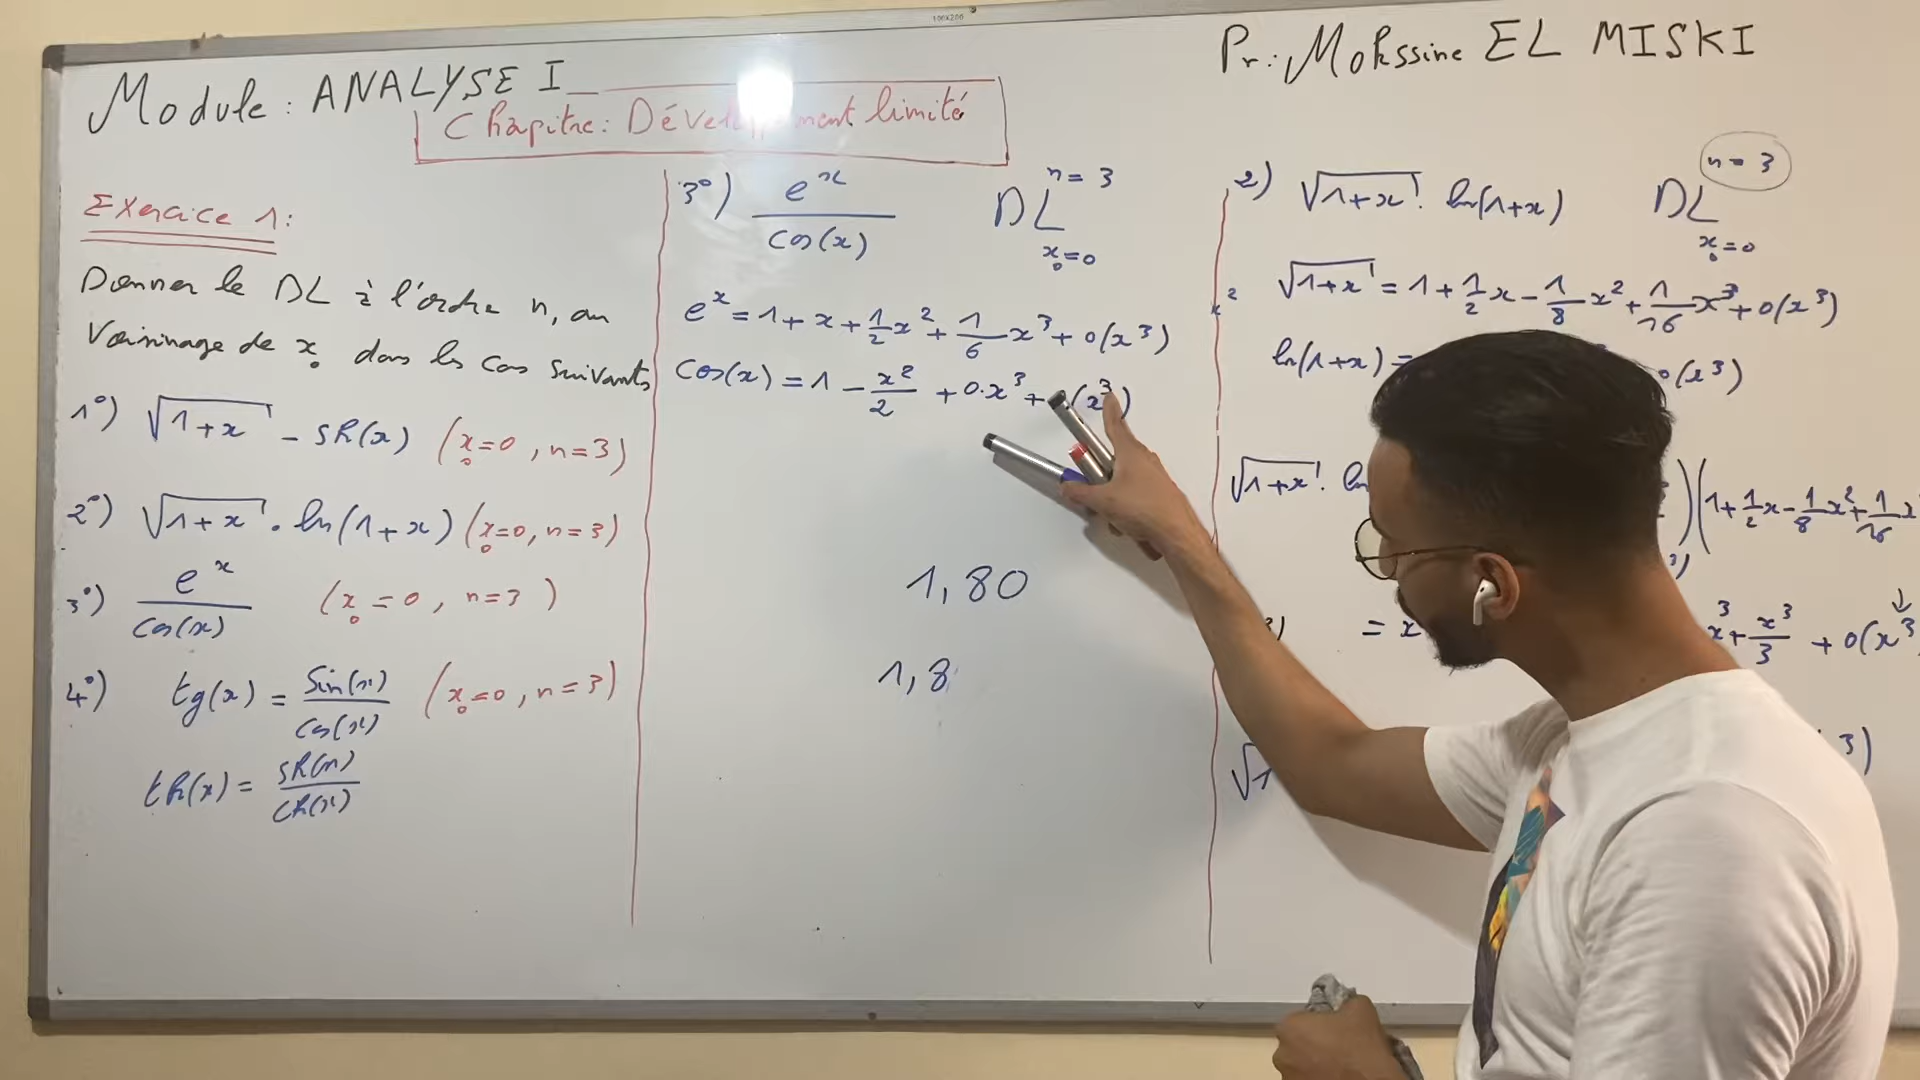 Module : ANALYSE I
Chapitre : Développement limité
Pr: Mohssine EL MISKI
100x200
Exercice 1:
Donner le DL à l'ordre n, au
Voisinage de x₀ dans les cas suivants
1°) √(1+x) - sh(x) (x₀=0, n=3)
2°) √(1+x) . ln(1+x) (x₀=0, n=3)
3°) e^x / cos(x) (x₀=0, n=3)
4°) tg(x) = sin(x)/cos(x) (x₀=0, n=3)
th(x) = sh(x)/ch(x)
3°) e^x / cos(x) DL n=3 x₀=0
e^x = 1 + x + 1/2 x² + 1/6 x³ + o(x³)
cos(x) = 1 - x²/2 + 0·x³ + (x³)
1,80
1,8
2) √(1+x) . ln(1+x) DL n=3 x₀=0
√(1+x) = 1 + 1/2 x - 1/8 x² + 1/16 x³ + o(x³)
x²
ln(1+x) = o(x³)
√(1+x) . ln )(1 + 1/2 x - 1/8 x² + 1/16 x
3)
= x x³ + x³/3 + o(x³
3)